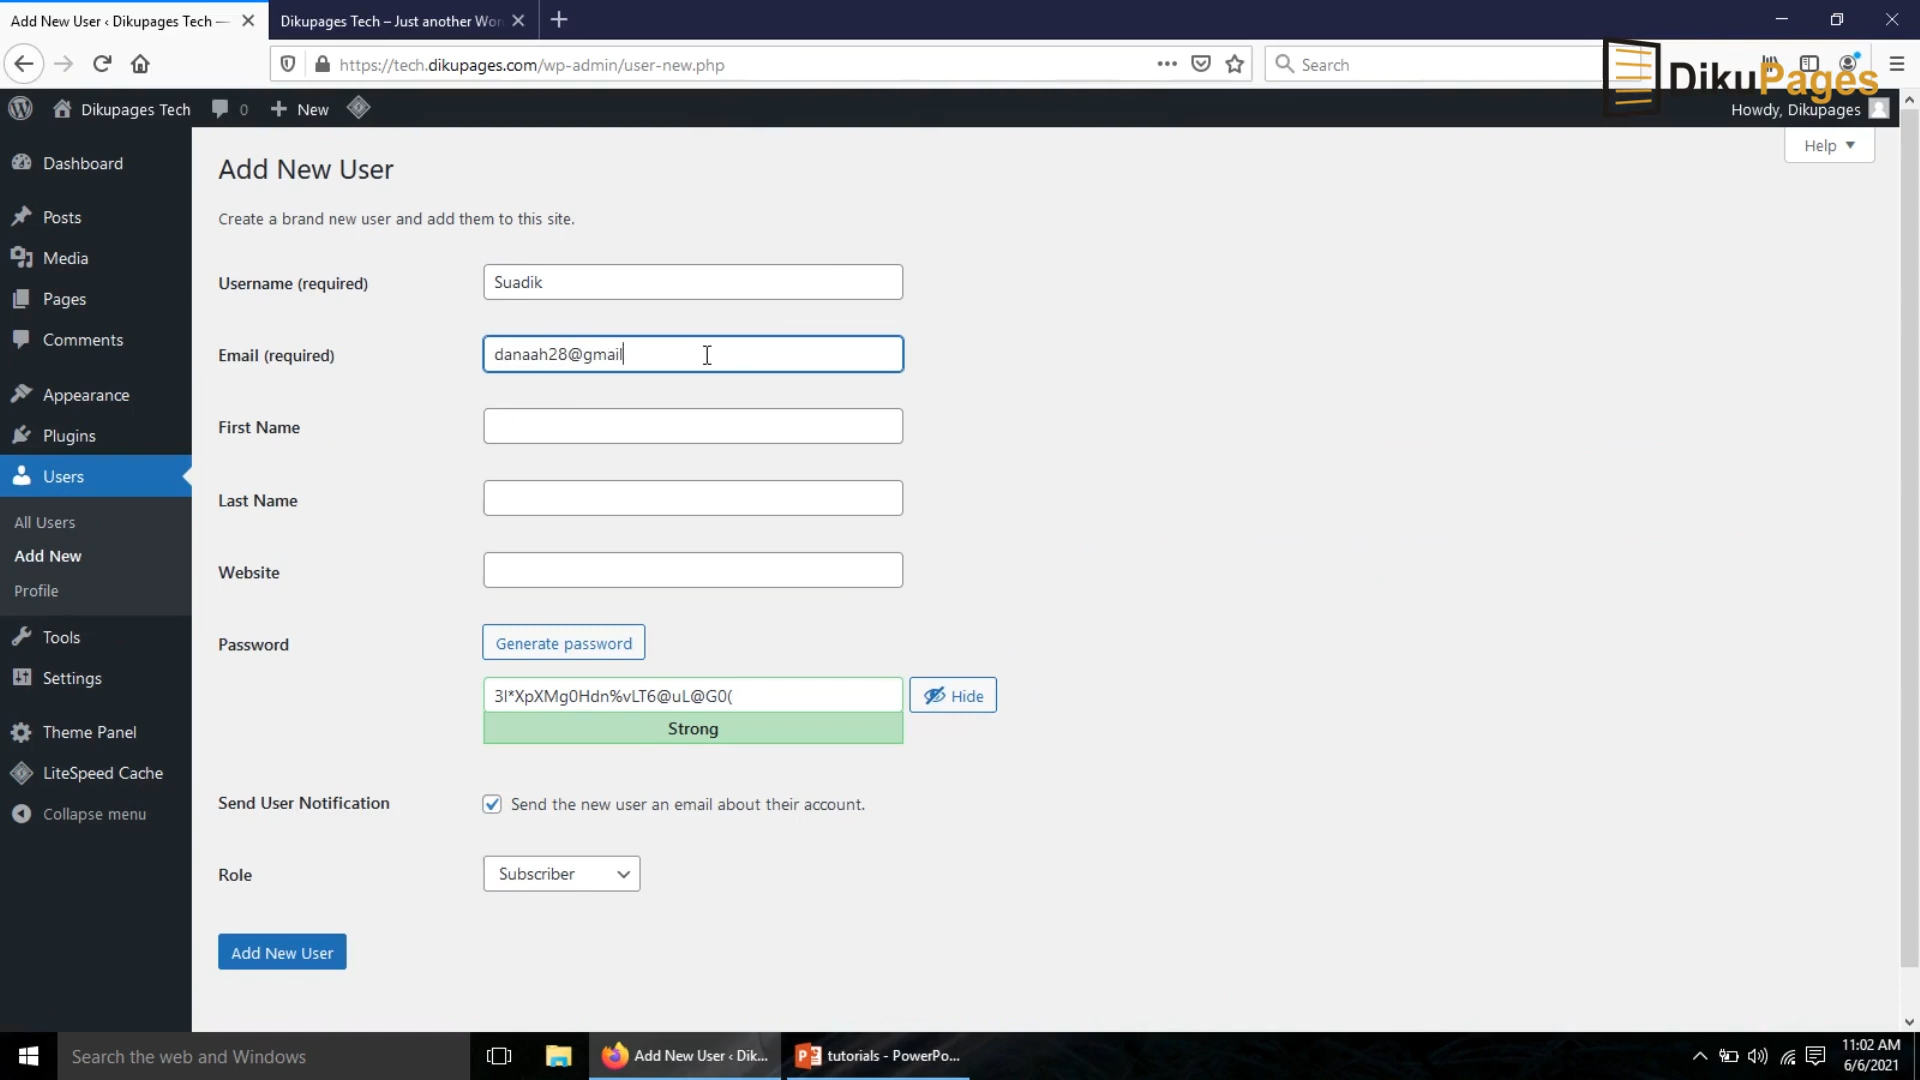 Add New User ‹ Dikupages Tech —
Dikupages Tech – Just another Wor
https://tech.dikupages.com/wp-admin/user-new.php
Search
DikuPages
Dikupages Tech
0
New
Howdy, Dikupages
Help
Dashboard
Posts
Media
Pages
Comments
Appearance
Plugins
Users
All Users
Add New
Profile
Tools
Settings
Theme Panel
LiteSpeed Cache
Collapse menu
Add New User
Create a brand new user and add them to this site.
Username (required)
Suadik
Email (required)
danaah28@gmail
First Name
Last Name
Website
Password
Generate password
3I*XpXMg0Hdn%vLT6@uL@G0(
Hide
Strong
Send User Notification
Send the new user an email about their account.
Role
Subscriber
Add New User
Search the web and Windows
Add New User ‹ Dik...
tutorials - PowerPo...
11:02 AM
6/6/2021